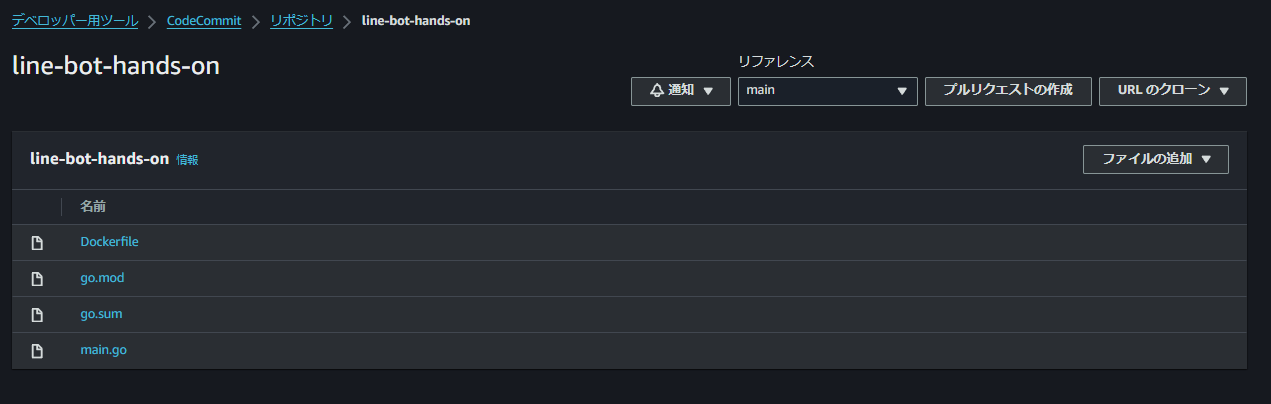 デベロッパー用ツール > CodeCommit > リポジトリ > line-bot-hands-on
line-bot-hands-on
リファレンス
通知
main
プルリクエストの作成
URL のクローン
line-bot-hands-on 情報
ファイルの追加
名前
Dockerfile
go.mod
go.sum
main.go